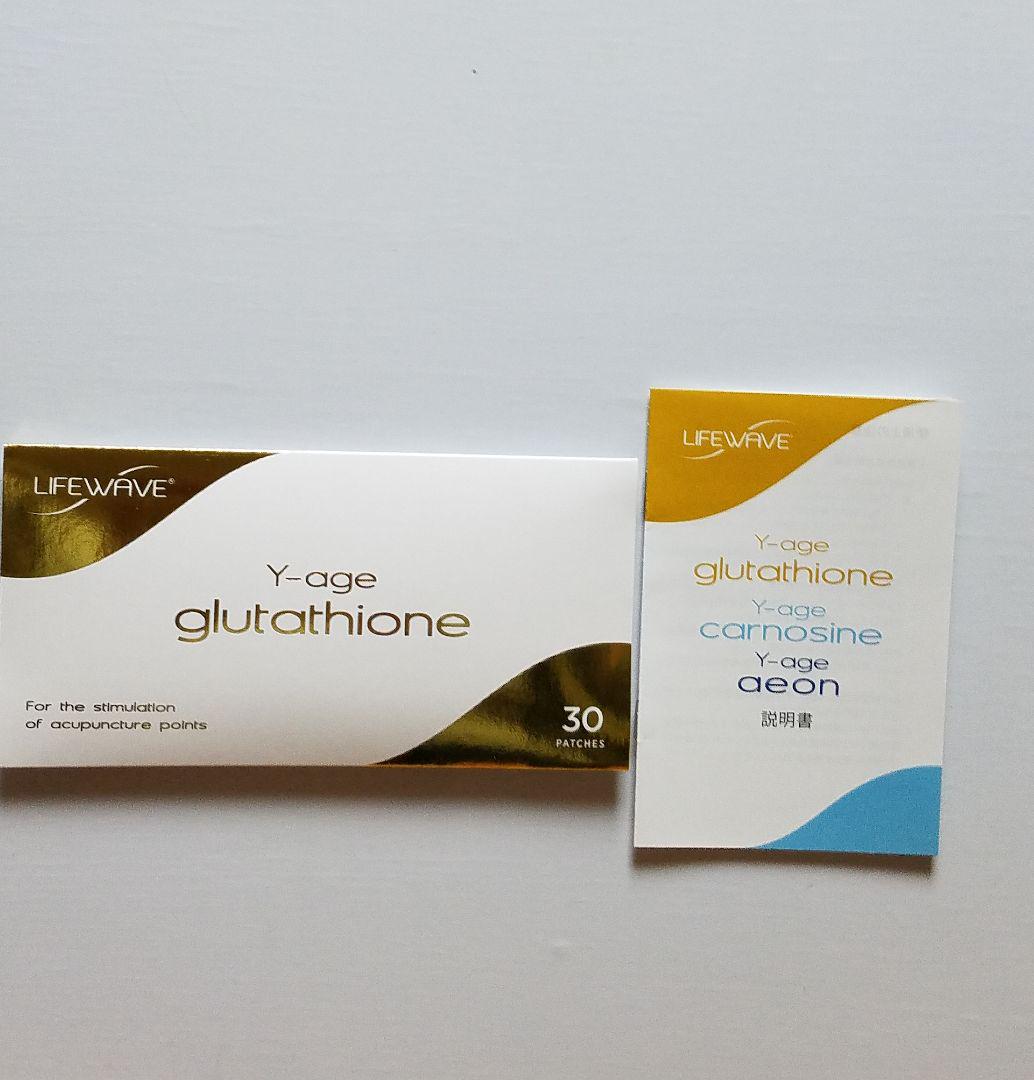 LIFEWAVE®
Y-age
glutathione
For the stimulation
of acupuncture points
30
PATCHES
LIFEWAVE
Y-age
glutathione
Y-age
carnosine
Y-age
aeon
説明書